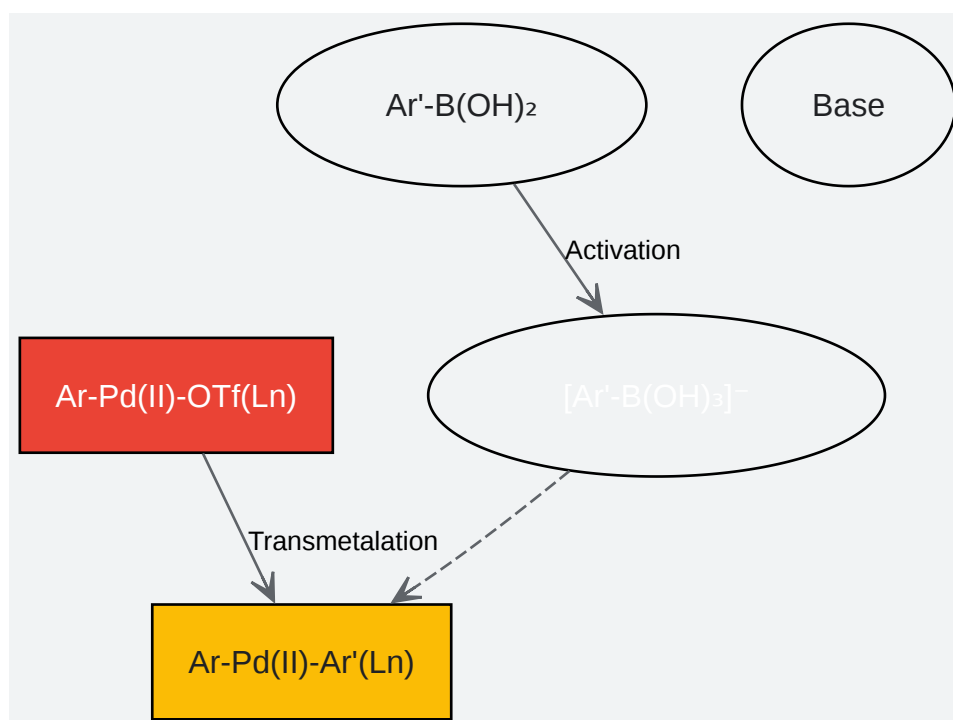 Ar'-B(OH)₂
Base
Activation
Ar-Pd(II)-OTf(Ln)
[Ar'-B(OH)₃]⁻
Transmetalation
Ar-Pd(II)-Ar'(Ln)